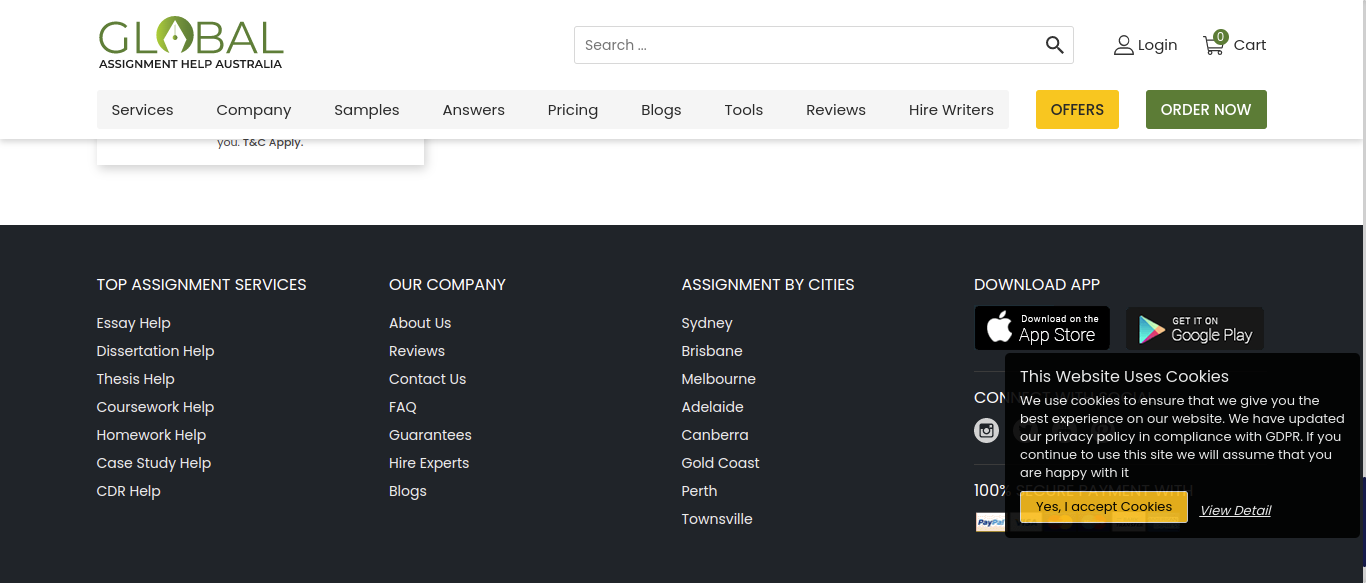 GLOBAL
ASSIGNMENT HELP AUSTRALIA
Search ...
Login
0
Cart
Services
Company
Samples
Answers
Pricing
Blogs
Tools
Reviews
Hire Writers
OFFERS
ORDER NOW
you. T&C Apply.
TOP ASSIGNMENT SERVICES
Essay Help
Dissertation Help
Thesis Help
Coursework Help
Homework Help
Case Study Help
CDR Help
OUR COMPANY
About Us
Reviews
Contact Us
FAQ
Guarantees
Hire Experts
Blogs
ASSIGNMENT BY CITIES
Sydney
Brisbane
Melbourne
Adelaide
Canberra
Gold Coast
Perth
Townsville
DOWNLOAD APP
Download on the
App Store
GET IT ON
Google Play
This Website Uses Cookies
We use cookies to ensure that we give you the
best experience on our website. We have updated
our privacy policy in compliance with GDPR. If you
continue to use this site we will assume that you
are happy with it
100% SECURE PAYMENT WITH
Yes, I accept Cookies
View Detail
PayPal